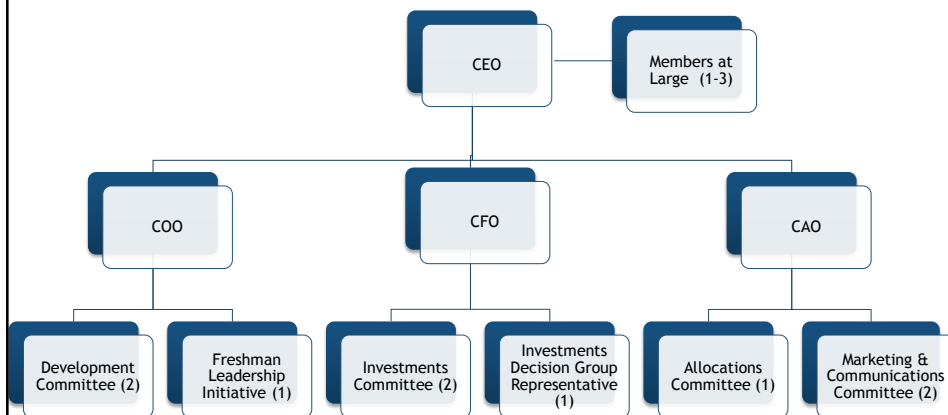 CEO
Members at
Large (1-3)
COO
CFO
CAO
Development
Committee (2)
Freshman
Leadership
Initiative (1)
Investments
Committee (2)
Investments
Decision Group
Representative
(1)
Allocations
Committee (1)
Marketing &
Communications
Committee (2)